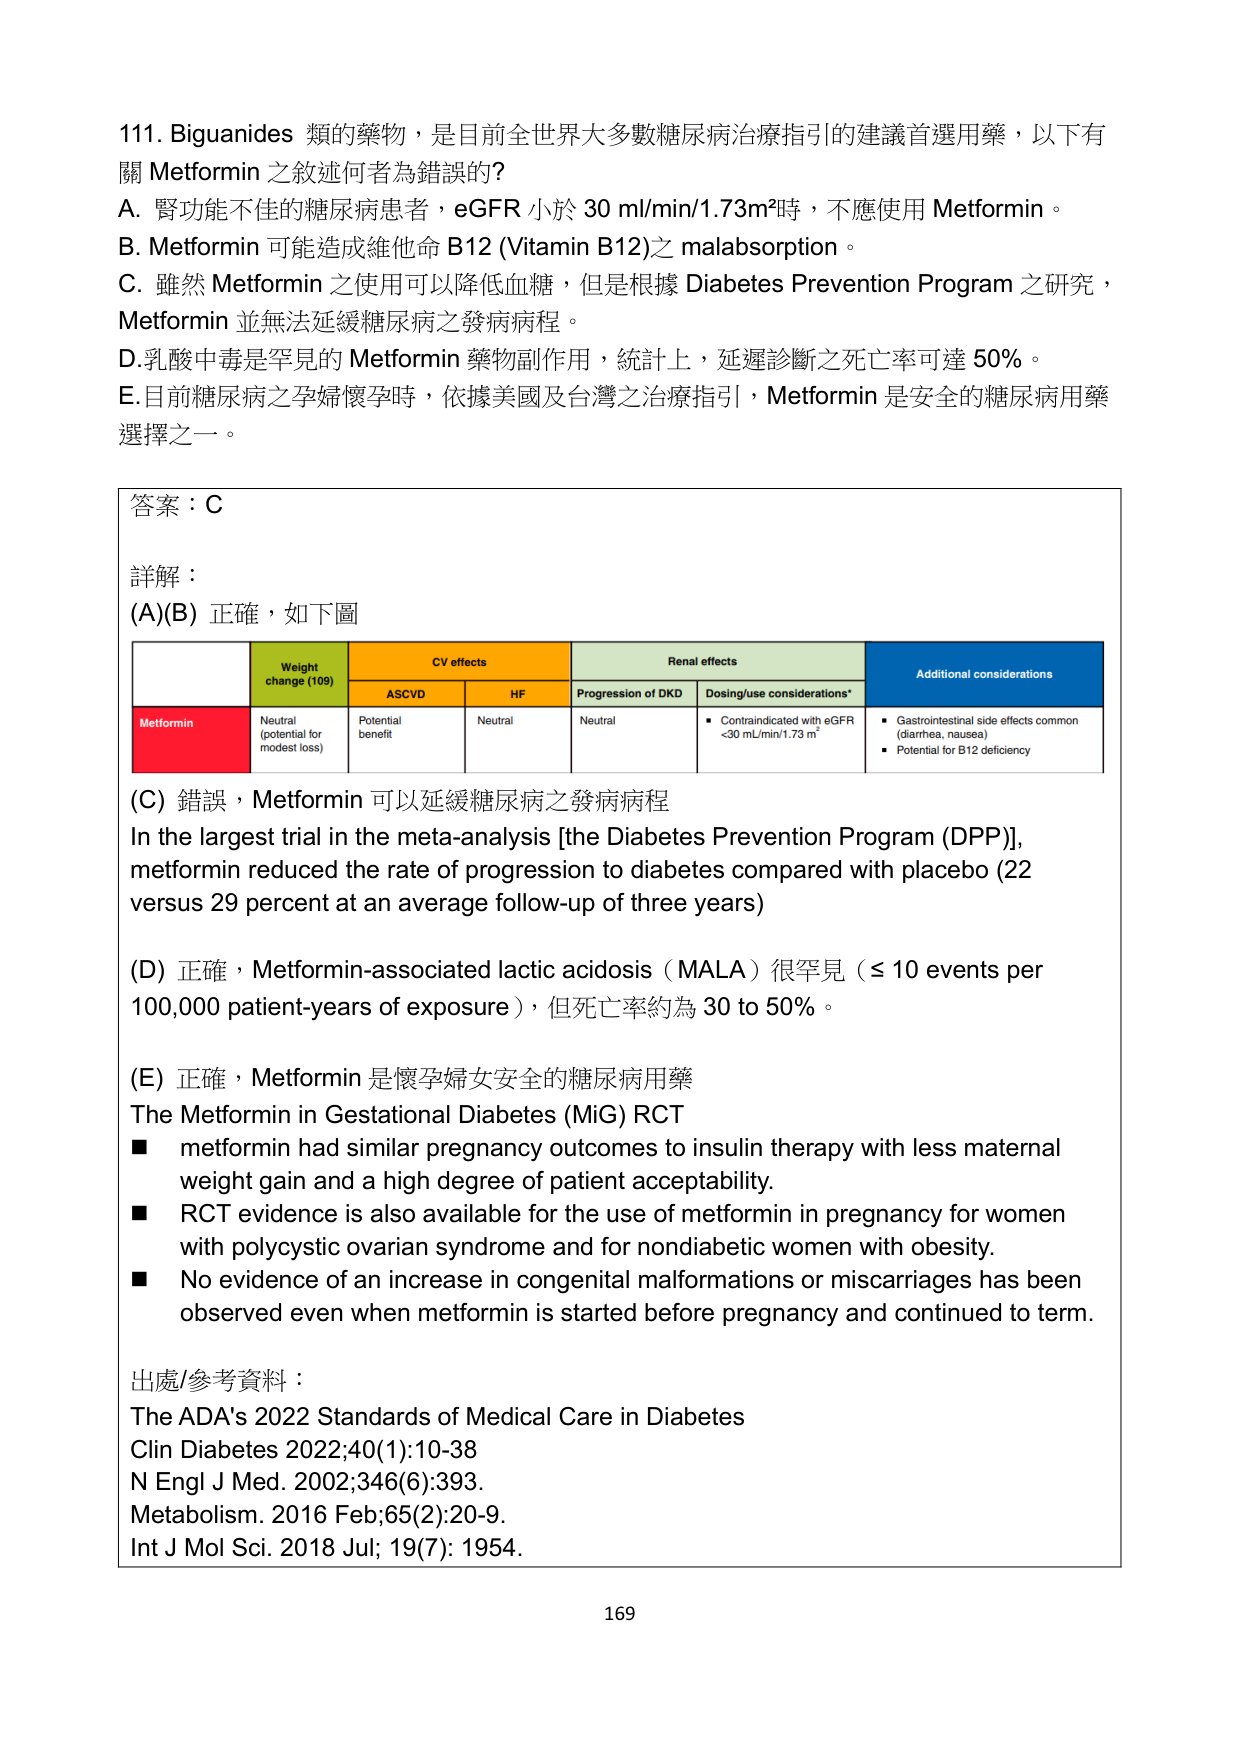 111. Biguanides 類的藥物，是目前全世界大多數糖尿病治療指引的建議首選用藥，以下有
關 Metformin 之敘述何者為錯誤的?
A. 腎功能不佳的糖尿病患者，eGFR 小於 30 ml/min/1.73m²時，不應使用 Metformin。
B. Metformin 可能造成維他命 B12 (Vitamin B12)之 malabsorption。
C. 雖然 Metformin 之使用可以降低血糖，但是根據 Diabetes Prevention Program 之研究，
Metformin 並無法延緩糖尿病之發病病程。
D.乳酸中毒是罕見的 Metformin 藥物副作用，統計上，延遲診斷之死亡率可達 50%。
E.目前糖尿病之孕婦懷孕時，依據美國及台灣之治療指引，Metformin 是安全的糖尿病用藥
選擇之一。
答案：C
詳解：
(A)(B) 正確，如下圖
Weight
change (109)
CV effects
Renal effects
Additional considerations
ASCVD
HF
Progression of DKD
Dosing/use considerations*
Metformin
Neutral
(potential for
modest loss)
Potential
benefit
Neutral
Neutral
▪ Contraindicated with eGFR
<30 mL/min/1.73 m²
▪ Gastrointestinal side effects common
(diarrhea, nausea)
▪ Potential for B12 deficiency
(C) 錯誤，Metformin 可以延緩糖尿病之發病病程
In the largest trial in the meta-analysis [the Diabetes Prevention Program (DPP)],
metformin reduced the rate of progression to diabetes compared with placebo (22
versus 29 percent at an average follow-up of three years)
(D) 正確，Metformin-associated lactic acidosis（MALA）很罕見（≤ 10 events per
100,000 patient-years of exposure），但死亡率約為 30 to 50%。
(E) 正確，Metformin 是懷孕婦女安全的糖尿病用藥
The Metformin in Gestational Diabetes (MiG) RCT
■ metformin had similar pregnancy outcomes to insulin therapy with less maternal
weight gain and a high degree of patient acceptability.
■ RCT evidence is also available for the use of metformin in pregnancy for women
with polycystic ovarian syndrome and for nondiabetic women with obesity.
■ No evidence of an increase in congenital malformations or miscarriages has been
observed even when metformin is started before pregnancy and continued to term.
出處/參考資料：
The ADA's 2022 Standards of Medical Care in Diabetes
Clin Diabetes 2022;40(1):10-38
N Engl J Med. 2002;346(6):393.
Metabolism. 2016 Feb;65(2):20-9.
Int J Mol Sci. 2018 Jul; 19(7): 1954.
169